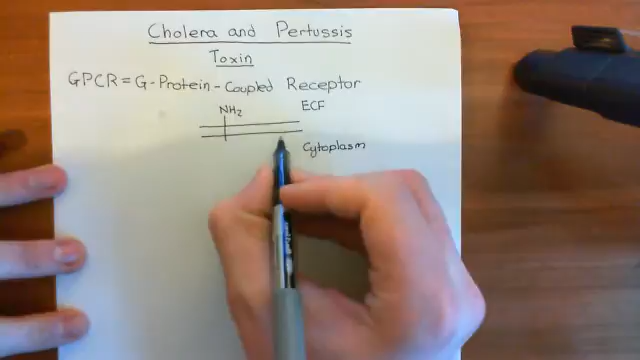 Cholera and Pertussis
Toxin
GPCR = G-Protein-Coupled Receptor
NH2 ECF
Cytoplasm